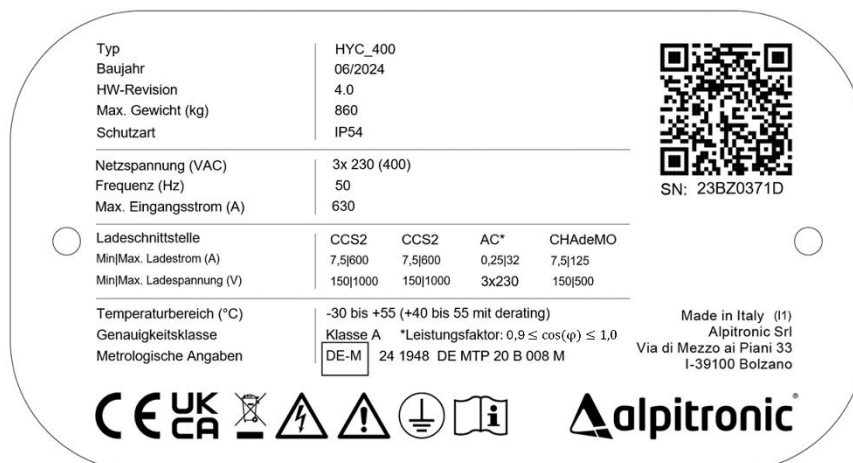 Typ HYC_400
Baujahr 06/2024
HW-Revision 4.0
Max. Gewicht (kg) 860
Schutzart IP54
SN: 23BZ0371D
Netzspannung (VAC) 3x 230 (400)
Frequenz (Hz) 50
Max. Eingangsstrom (A) 630
Ladeschnittstelle CCS2 CCS2 AC* CHAdeMO
Min|Max. Ladestrom (A) 7,5|600 7,5|600 0,25|32 7,5|125
Min|Max. Ladespannung (V) 150|1000 150|1000 3x230 150|500
Temperaturbereich (°C) -30 bis +55 (+40 bis 55 mit derating)
Genauigkeitsklasse Klasse A *Leistungsfaktor: 0,9 ≤ cos(φ) ≤ 1,0
Metrologische Angaben DE-M 24 1948 DE MTP 20 B 008 M
Made in Italy (I1)
Alpitronic Srl
Via di Mezzo ai Piani 33
I-39100 Bolzano
CE UK CA
alpitronic